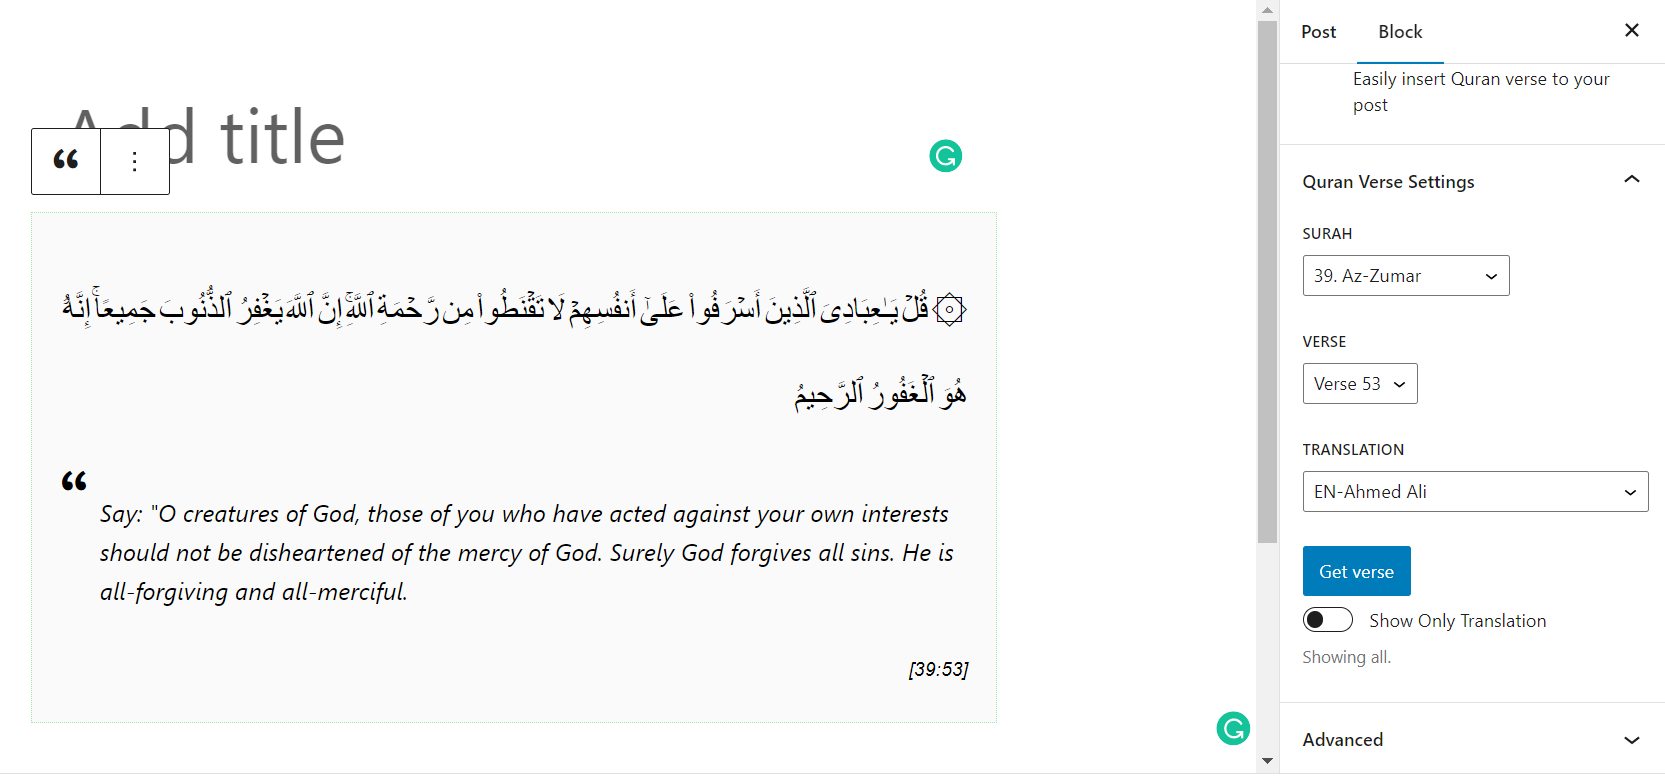 Add title
۞ قُلۡ يَـٰعِبَادِىَ ٱلَّذِينَ أَسۡرَفُوا۟ عَلَىٰٓ أَنفُسِهِمۡ لَا تَقۡنَطُوا۟ مِن رَّحۡمَةِ ٱللَّهِۚ إِنَّ ٱللَّهَ يَغۡفِرُ ٱلذُّنُوبَ جَمِيعًاۚ إِنَّهُۥ
هُوَ ٱلۡغَفُورُ ٱلرَّحِيمُ
Say: "O creatures of God, those of you who have acted against your own interests
should not be disheartened of the mercy of God. Surely God forgives all sins. He is
all-forgiving and all-merciful.
[39:53]
Post Block
Easily insert Quran verse to your
post
Quran Verse Settings
SURAH
39. Az-Zumar
VERSE
Verse 53
TRANSLATION
EN-Ahmed Ali
Get verse
Show Only Translation
Showing all.
Advanced